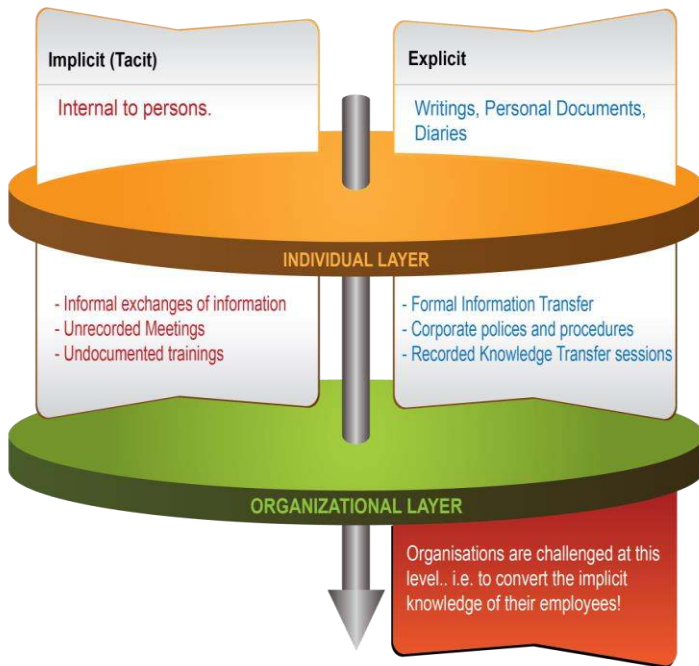 Implicit (Tacit)
Internal to persons.
Explicit
Writings, Personal Documents,
Diaries
INDIVIDUAL LAYER
- Informal exchanges of information
- Unrecorded Meetings
- Undocumented trainings
- Formal Information Transfer
- Corporate polices and procedures
- Recorded Knowledge Transfer sessions
ORGANIZATIONAL LAYER
Organisations are challenged at this
level.. i.e. to convert the implicit
knowledge of their employees!